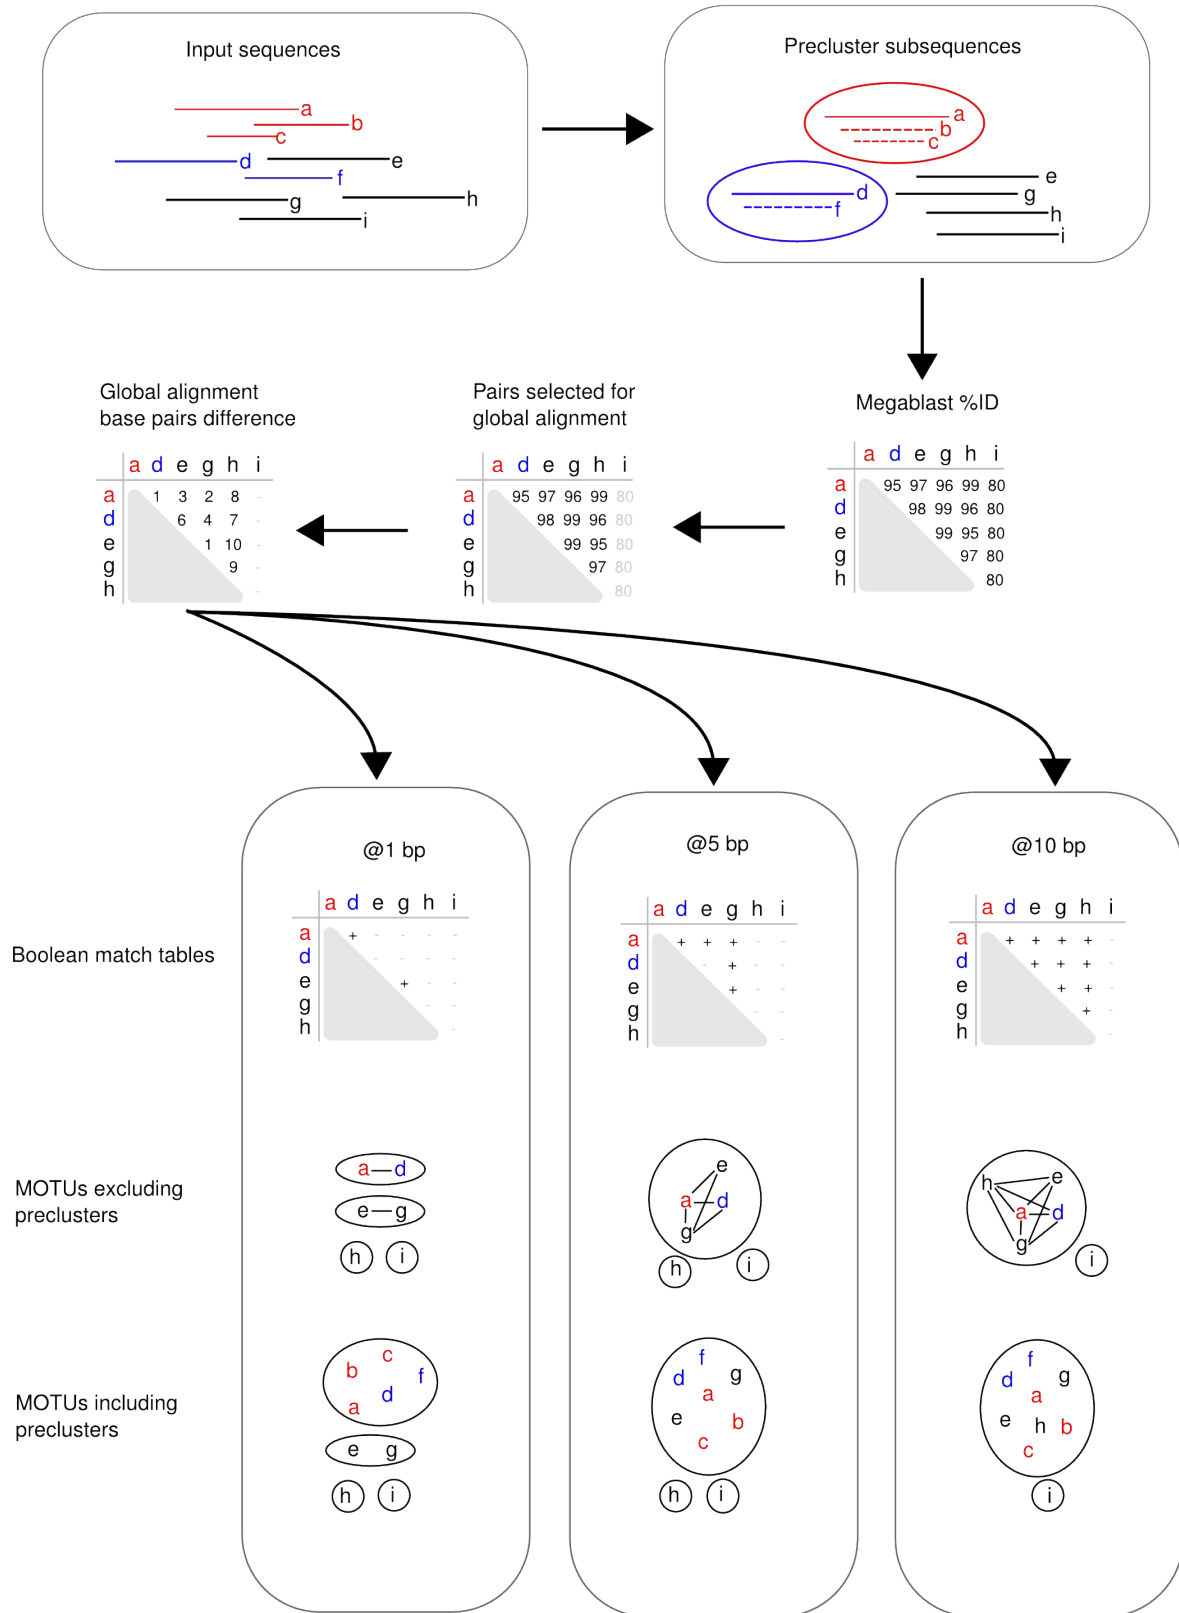 Input sequences
a
b
c
d
e
f
g
h
i
Precluster subsequences
a
b
c
d
f
e
g
h
i
Global alignment
base pairs difference
a d e g h i
a 1 3 2 8 -
d 6 4 7 -
e 1 10 -
g 9
h -
Pairs selected for
global alignment
a d e g h i
a 95 97 96 99 80
d 98 99 96 80
e 99 95 80
g 97
h 80
Megablast %ID
a d e g h i
a 95 97 96 99 80
d 98 99 96 80
e 99 95 80
g 97 80
h 80
@1 bp
@5 bp
@10 bp
Boolean match tables
a d e g h i
a + - - - -
d - - - -
e + - -
g - -
h -
a d e g h i
a + + + - -
d - + - -
e + - -
g - -
h -
a d e g h i
a + + + + -
d + + + -
e + + -
g + -
h -
MOTUs excluding
preclusters
a d
e g
h i
e
a d
g
h i
h e
a d
g
i
MOTUs including
preclusters
c
b f
d
a
e g
h i
f
d g
a
e b
c
h i
f
d g
a
e h b
c
i